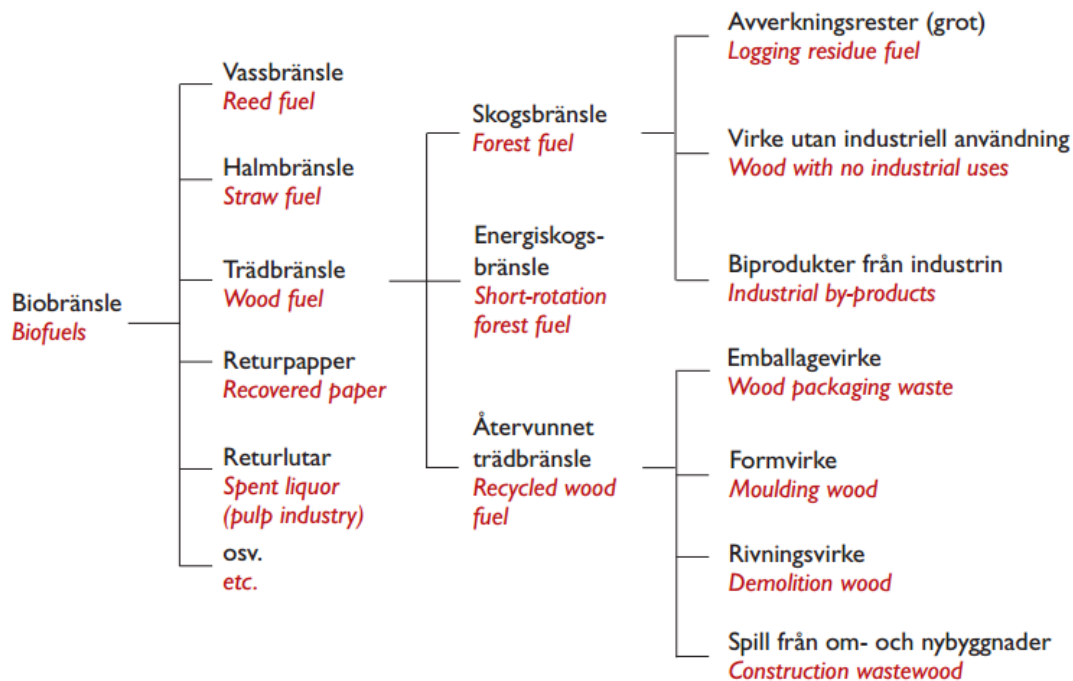 Biobränsle
Biofuels
Vassbränsle
Reed fuel
Halmbränsle
Straw fuel
Trädbränsle
Wood fuel
Returpapper
Recovered paper
Returlutar
Spent liquor
(pulp industry)
osv.
etc.
Skogsbränsle
Forest fuel
Energiskogs-
bränsle
Short-rotation
forest fuel
Återvunnet
trädbränsle
Recycled wood
fuel
Avverkningsrester (grot)
Logging residue fuel
Virke utan industriell användning
Wood with no industrial uses
Biprodukter från industrin
Industrial by-products
Emballagevirke
Wood packaging waste
Formvirke
Moulding wood
Rivningsvirke
Demolition wood
Spill från om- och nybyggnader
Construction wastewood